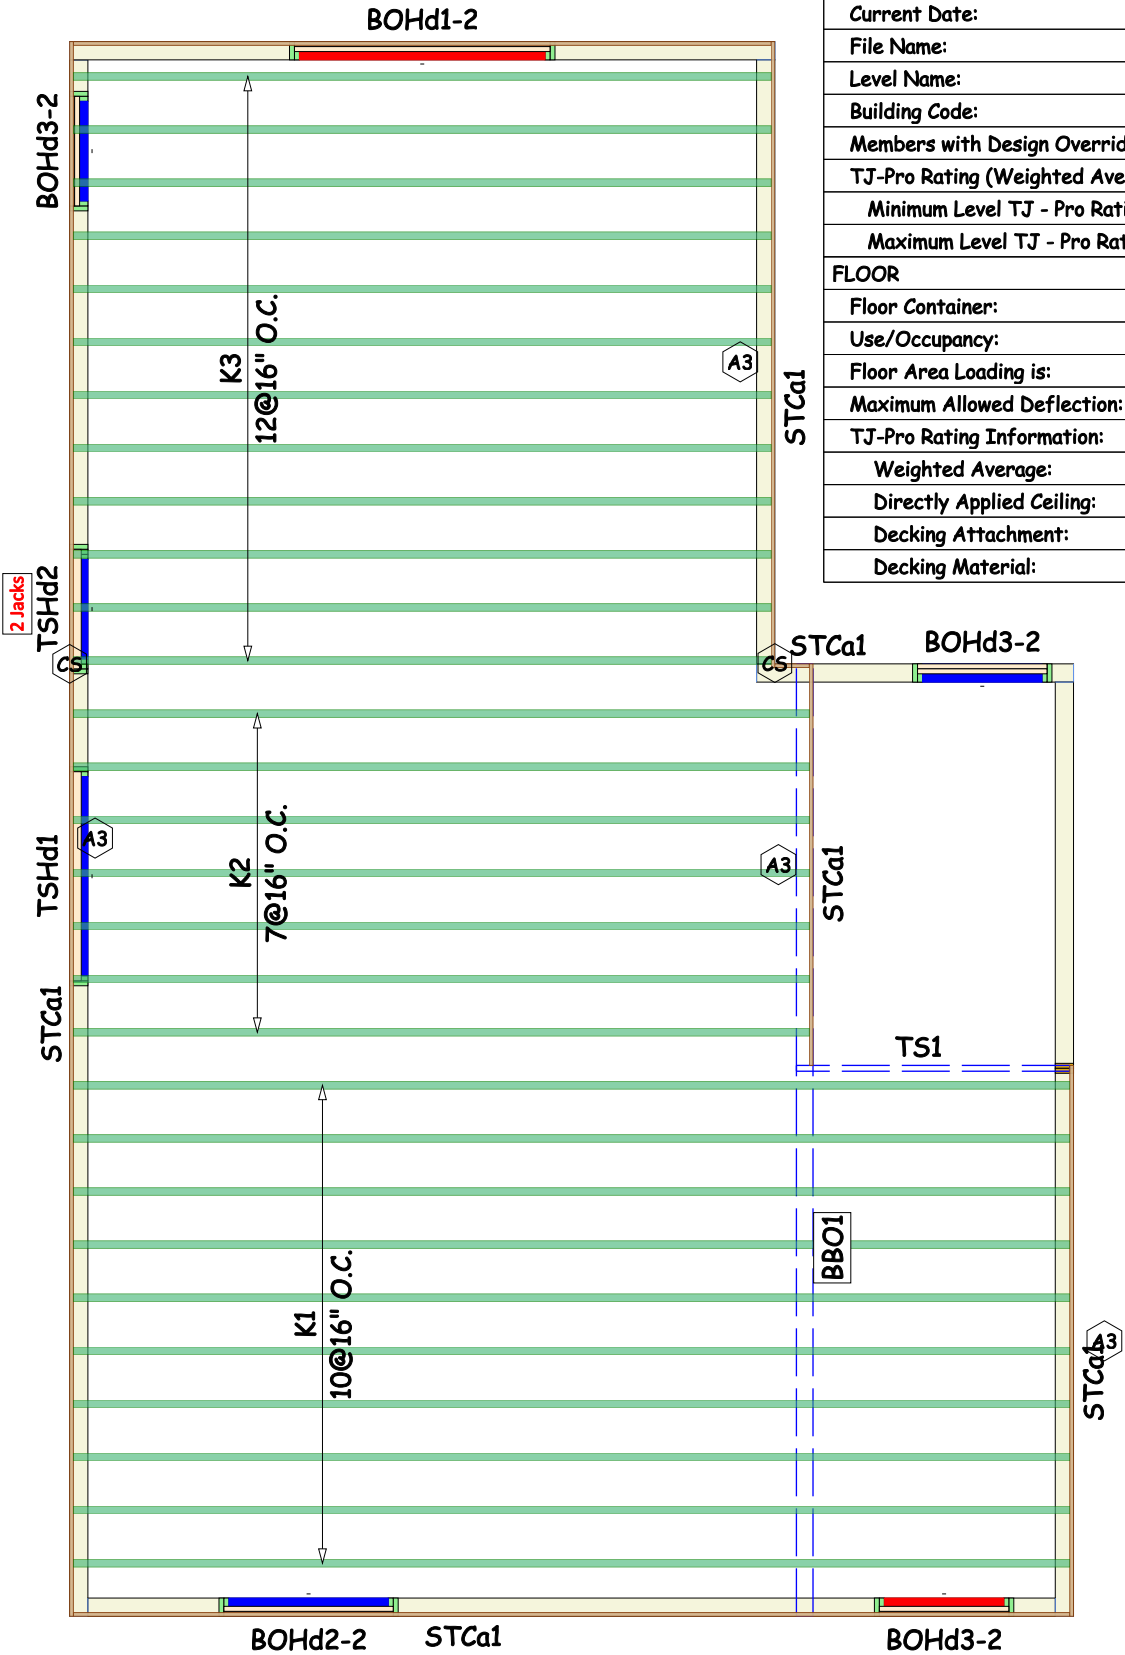 BOHd1-2
Current Date:
File Name:
Level Name:
Building Code:
Members with Design Overrid
TJ-Pro Rating (Weighted Ave
Minimum Level TJ - Pro Rati
Maximum Level TJ - Pro Rat
FLOOR
Floor Container:
Use/Occupancy:
Floor Area Loading is:
Maximum Allowed Deflection:
TJ-Pro Rating Information:
Weighted Average:
Directly Applied Ceiling:
Decking Attachment:
Decking Material:
BOHd3-2
K3
12@16" O.C.
A3
STCa1
2 Jacks
TSHd2
CS
CS
STCa1
BOHd3-2
K2
7@16" O.C.
TSHd1
A3
A3
STCa1
STCa1
TS1
K1
10@16" O.C.
BBO1
A3
STCa1
BOHd2-2
STCa1
BOHd3-2